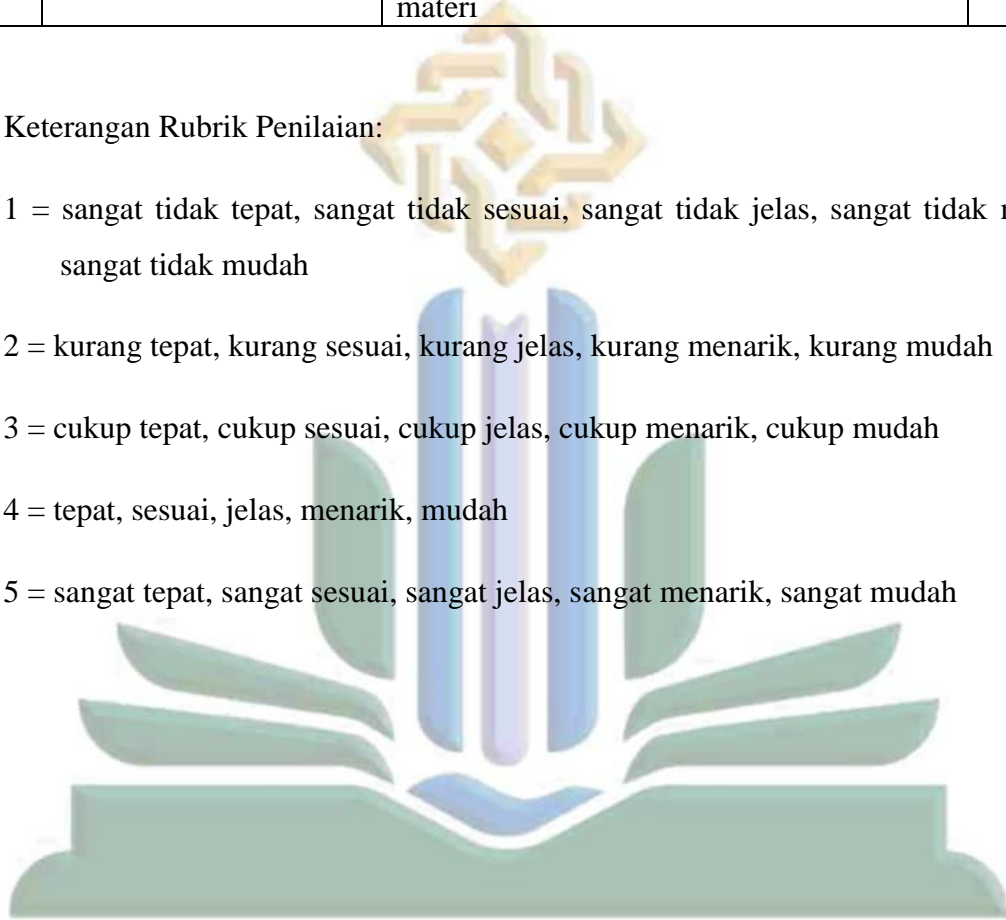 materi
Keterangan Rubrik Penilaian:
1 = sangat tidak tepat, sangat tidak sesuai, sangat tidak jelas, sangat tidak
sangat tidak mudah
2 = kurang tepat, kurang sesuai, kurang jelas, kurang menarik, kurang mudah
3 = cukup tepat, cukup sesuai, cukup jelas, cukup menarik, cukup mudah
4 = tepat, sesuai, jelas, menarik, mudah
5 = sangat tepat, sangat sesuai, sangat jelas, sangat menarik, sangat mudah